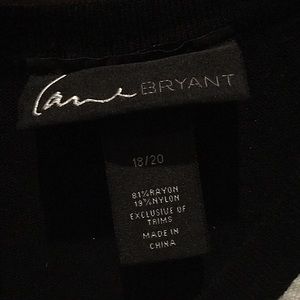 Lane BRYANT
18/20
81% RAYON
19% NYLON
EXCLUSIVE OF
TRIMS
MADE IN
CHINA